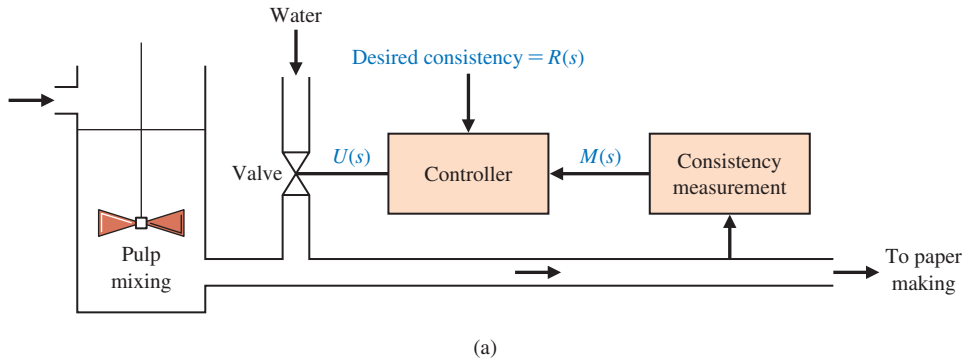 Water
Desired consistency = R(s)
Valve
U(s)
Controller
M(s)
Consistency
measurement
Pulp
mixing
To paper
making
(a)